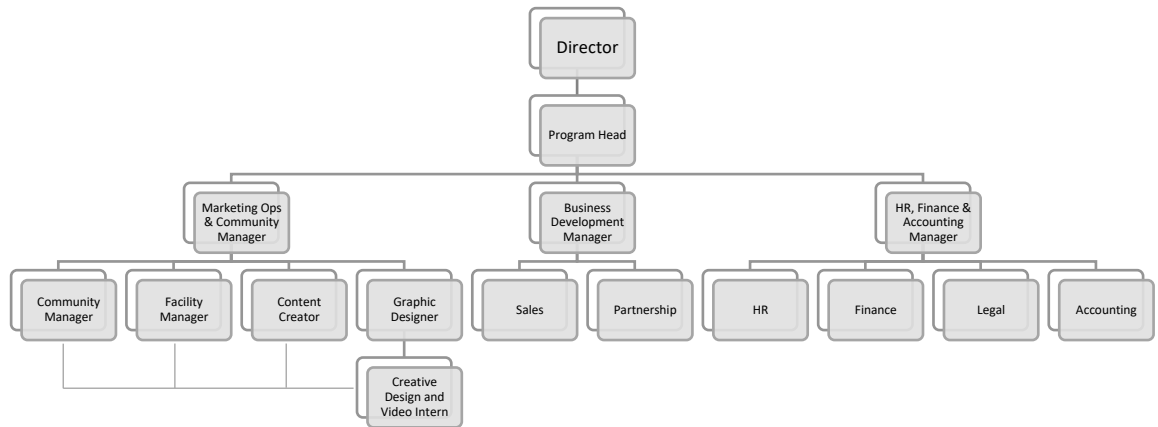 Director
Program Head
Marketing Ops
& Community
Manager
Business
Development
Manager
HR, Finance &
Accounting
Manager
Community
Manager
Facility
Manager
Content
Creator
Graphic
Designer
Sales
Partnership
HR
Finance
Legal
Accounting
Creative
Design and
Video Intern